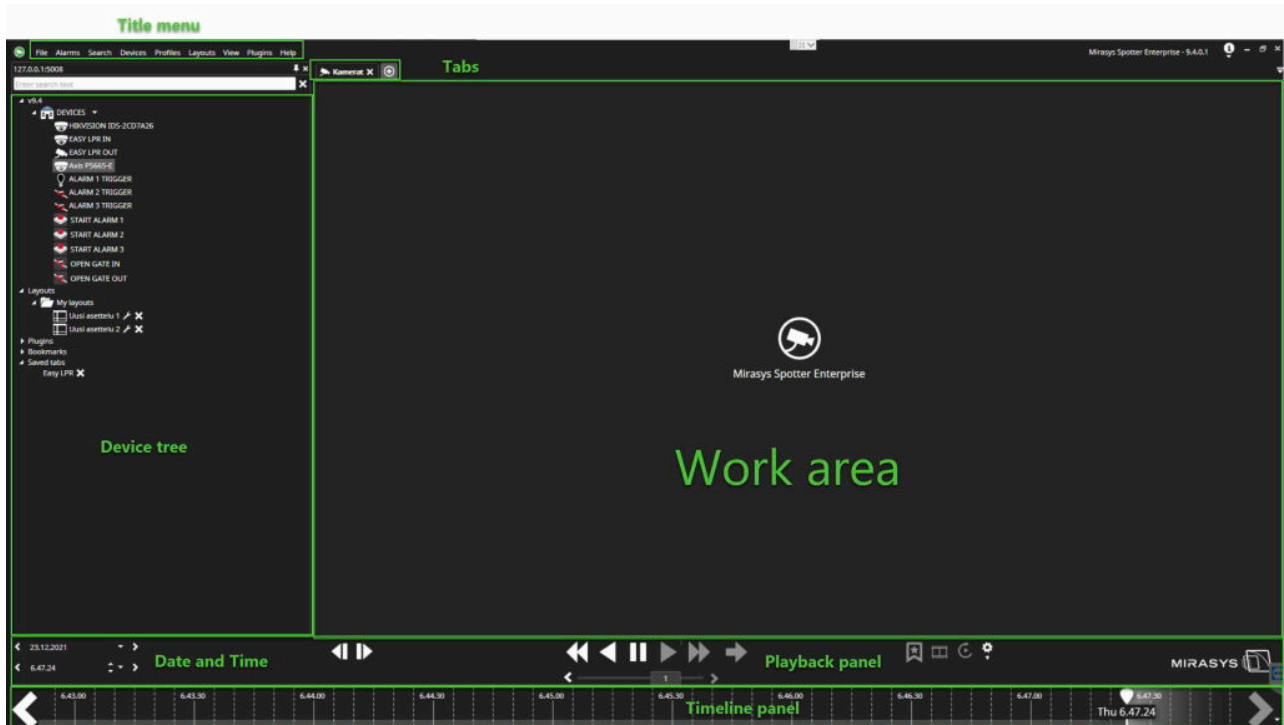 Title menu
File Alarms Search Devices Profiles Layouts View Plugins Help
Mirasys Spotter Enterprise - 9.4.0.1
127.0.0.1:5008
Kamerat
Tabs
Enter search text
v9.4
DEVICES
HIKVISION IDS-2CD7A26
EASY LPR IN
EASY LPR OUT
Axis P5665-E
ALARM 1 TRIGGER
ALARM 2 TRIGGER
ALARM 3 TRIGGER
START ALARM 1
START ALARM 2
START ALARM 3
OPEN GATE IN
OPEN GATE OUT
Layouts
My layouts
Uusi asettelu 1
Uusi asettelu 2
Plugins
Bookmarks
Saved tabs
Easy LPR
Device tree
Mirasys Spotter Enterprise
Work area
23.12.2021
6.47.24
Date and Time
1
Playback panel
MIRASYS
6.43.00 6.43.30 6.44.00 6.44.30 6.45.00 6.45.30 6.46.00 6.46.30 6.47.00 6.47.30
Timeline panel
Thu 6.47.24